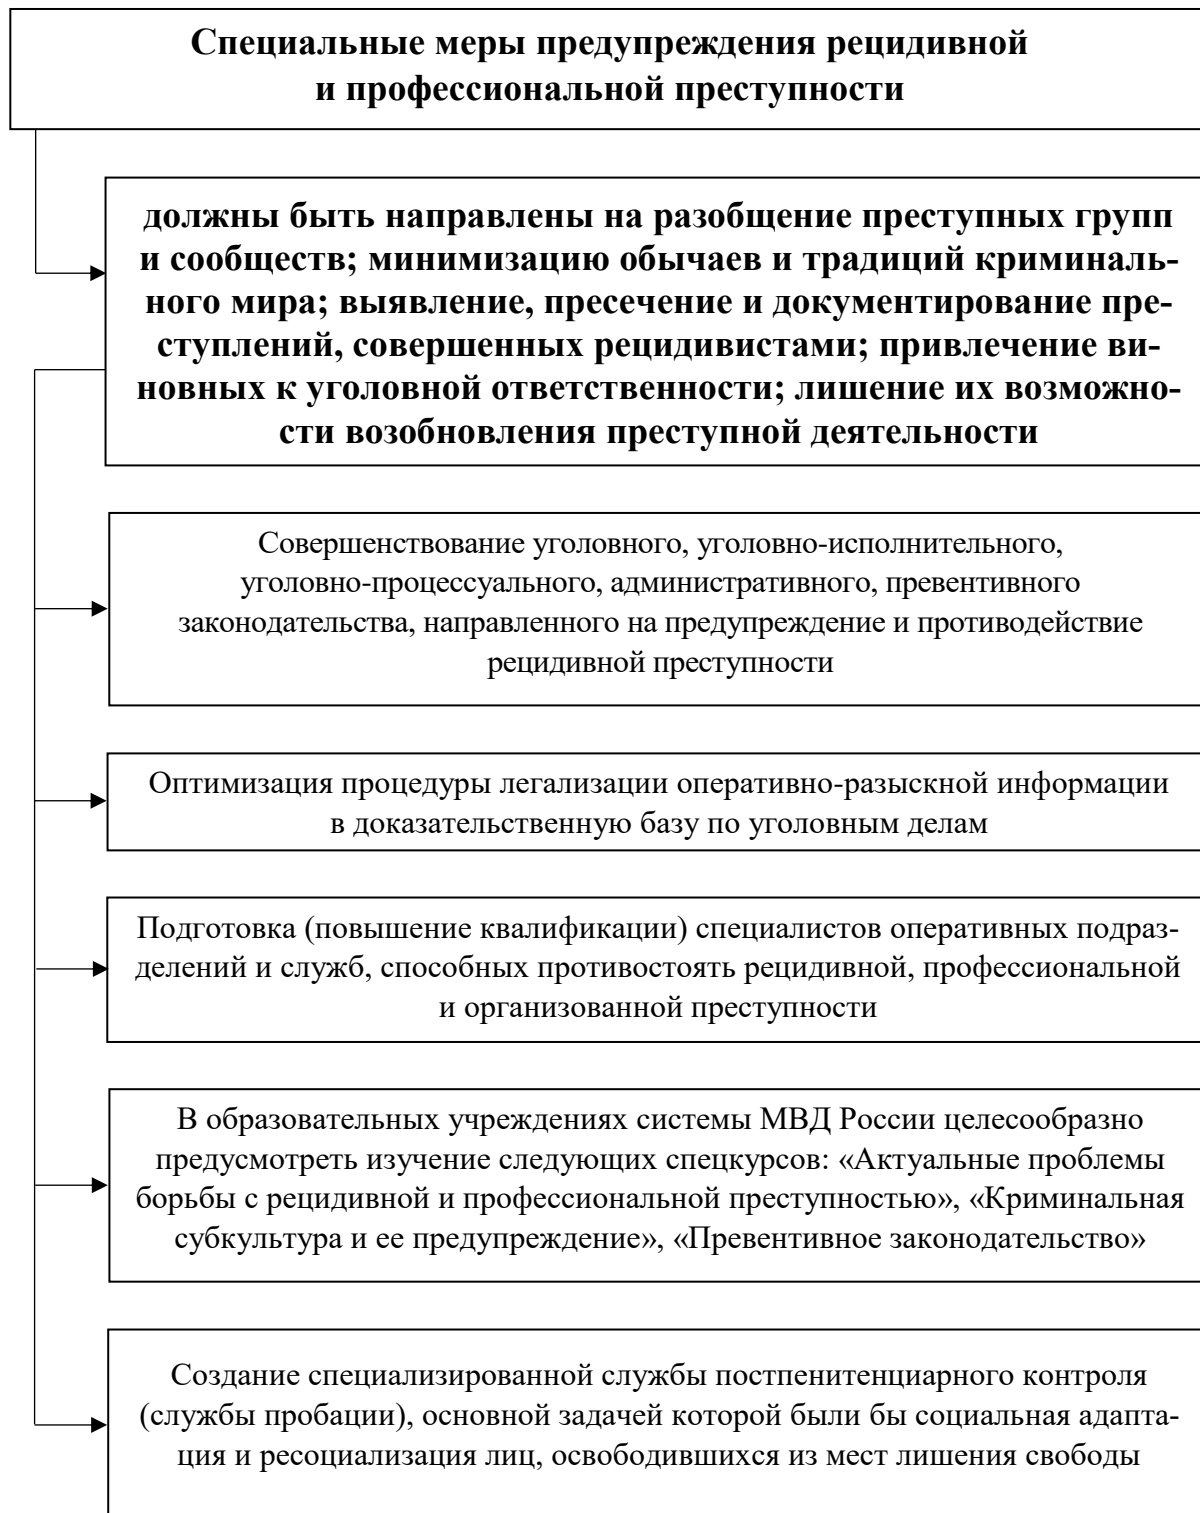 Специальные меры предупреждения рецидивной
и профессиональной преступности
должны быть направлены на разобщение преступных групп
и сообществ; минимизацию обычаев и традиций криминаль-
ного мира; выявление, пресечение и документирование пре-
ступлений, совершенных рецидивистами; привлечение ви-
новных к уголовной ответственности; лишение их возможно-
сти возобновления преступной деятельности
Совершенствование уголовного, уголовно-исполнительного,
уголовно-процессуального, административного, превентивного
законодательства, направленного на предупреждение и противодействие
рецидивной преступности
Оптимизация процедуры легализации оперативно-разыскной информации
в доказательственную базу по уголовным делам
Подготовка (повышение квалификации) специалистов оперативных подраз-
делений и служб, способных противостоять рецидивной, профессиональной
и организованной преступности
В образовательных учреждениях системы МВД России целесообразно
предусмотреть изучение следующих спецкурсов: «Актуальные проблемы
борьбы с рецидивной и профессиональной преступностью», «Криминальная
субкультура и ее предупреждение», «Превентивное законодательство»
Создание специализированной службы постпенитенциарного контроля
(службы пробации), основной задачей которой были бы социальная адапта-
ция и ресоциализация лиц, освободившихся из мест лишения свободы